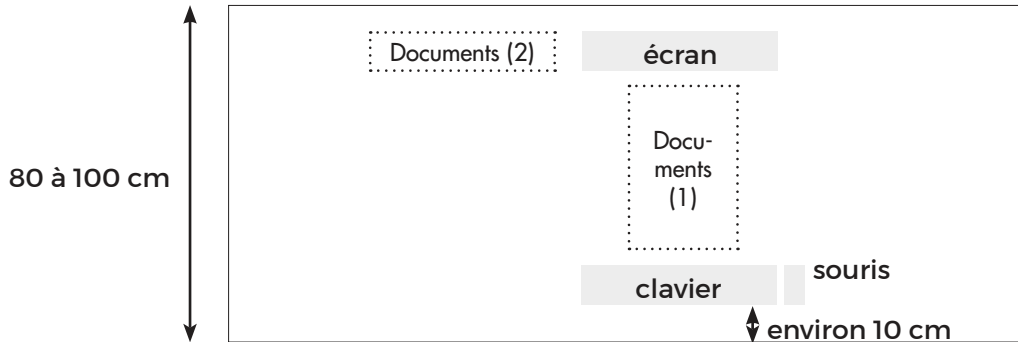 Documents (2)
écran
Docu-
ments
(1)
80 à 100 cm
souris
clavier
environ 10 cm